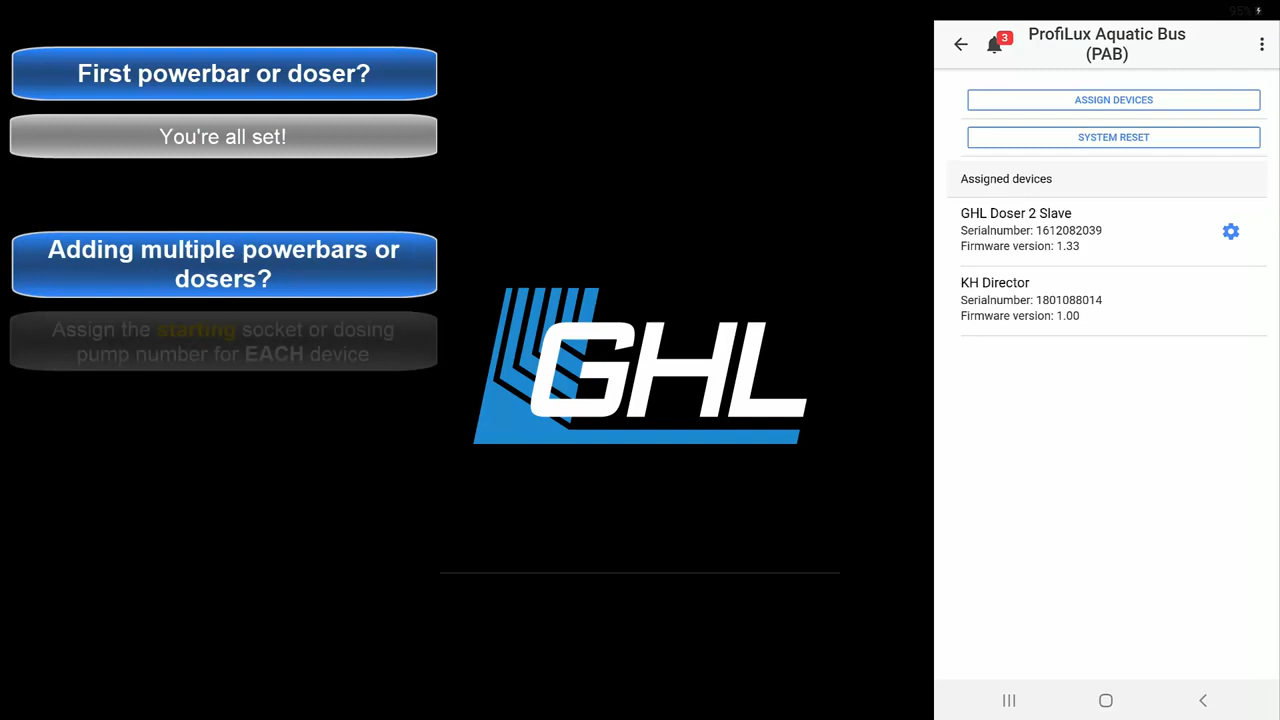 First powerbar or doser?
You're all set!
Adding multiple powerbars or
dosers?
Assign the starting socket or dosing
pump number for EACH device
GHL
95%
3
ProfiLux Aquatic Bus
(PAB)
ASSIGN DEVICES
SYSTEM RESET
Assigned devices
GHL Doser 2 Slave
Serialnumber: 1612082039
Firmware version: 1.33
KH Director
Serialnumber: 1801088014
Firmware version: 1.00